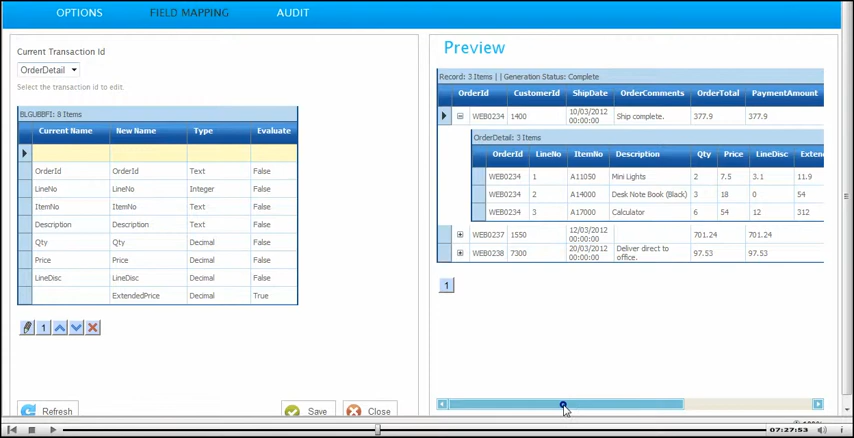 OPTIONS FIELD MAPPING AUDIT
Current Transaction Id
OrderDetail
Select the transaction id to edit.
BLGUBBFI: 8 Items
Current Name New Name Type Evaluate
OrderId OrderId Text False
LineNo LineNo Integer False
ItemNo ItemNo Text False
Description Description Text False
Qty Qty Decimal False
Price Price Decimal False
LineDisc LineDisc Decimal False
ExtendedPrice Decimal True
1
Refresh Save Close
Preview
Record: 3 Items | | Generation Status: Complete
OrderId CustomerId ShipDate OrderComments OrderTotal PaymentAmount
WEB0234 1400 10/03/2012 00:00:00 Ship complete. 377.9 377.9
OrderDetail: 3 Items
OrderId LineNo ItemNo Description Qty Price LineDisc Extend
WEB0234 1 A11050 Mini Lights 2 7.5 3.1 11.9
WEB0234 2 A14000 Desk Note Book (Black) 3 18 0 54
WEB0234 3 A17000 Calculator 6 54 12 312
WEB0237 1550 12/03/2012 00:00:00 701.24 701.24
WEB0238 7300 20/03/2012 00:00:00 Deliver direct to office. 97.53 97.53
1
07:27:53